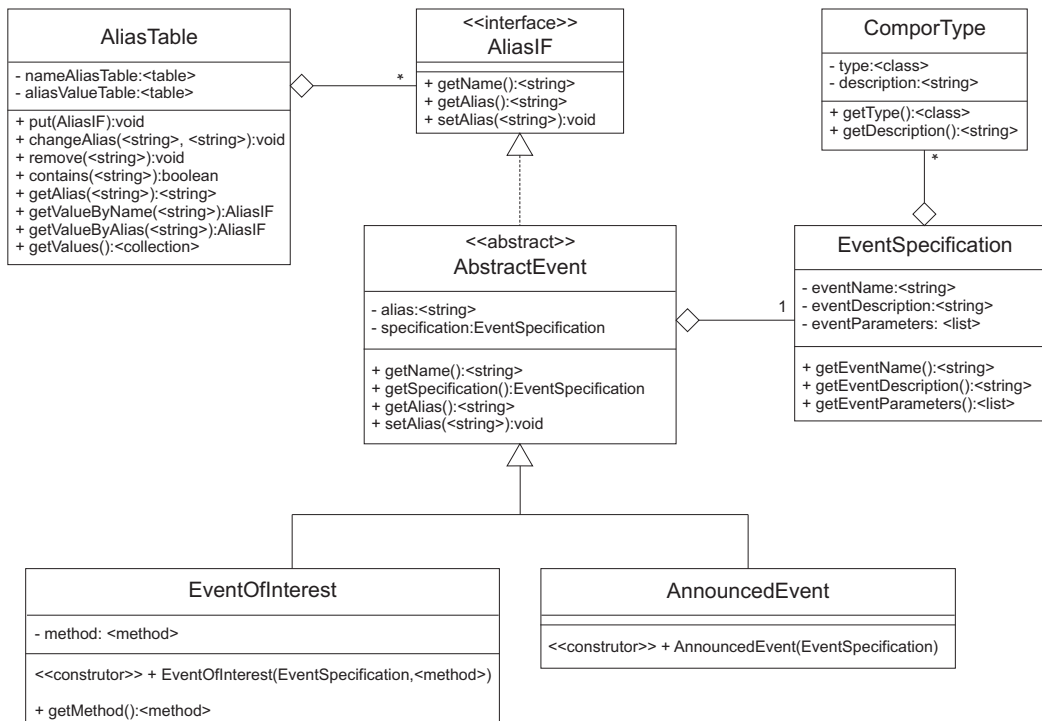 AliasTable
- nameAliasTable:<table>
- aliasValueTable:<table>
+ put(AliasIF):void
+ changeAlias(<string>, <string>):void
+ remove(<string>):void
+ contains(<string>):boolean
+ getAlias(<string>):<string>
+ getValueByName(<string>):AliasIF
+ getValueByAlias(<string>):AliasIF
+ getValues():<collection>
*
<<interface>>
AliasIF
+ getName():<string>
+ getAlias():<string>
+ setAlias(<string>):void
ComporType
- type:<class>
- description:<string>
+ getType():<class>
+ getDescription():<string>
*
<<abstract>>
AbstractEvent
- alias:<string>
- specification:EventSpecification
+ getName():<string>
+ getSpecification():EventSpecification
+ getAlias():<string>
+ setAlias(<string>):void
1
EventSpecification
- eventName:<string>
- eventDescription:<string>
- eventParameters: <list>
+ getEventName():<string>
+ getEventDescription():<string>
+ getEventParameters():<list>
EventOfInterest
- method: <method>
<<construtor>> + EventOfInterest(EventSpecification,<method>)
+ getMethod():<method>
AnnouncedEvent
<<construtor>> + AnnouncedEvent(EventSpecification)